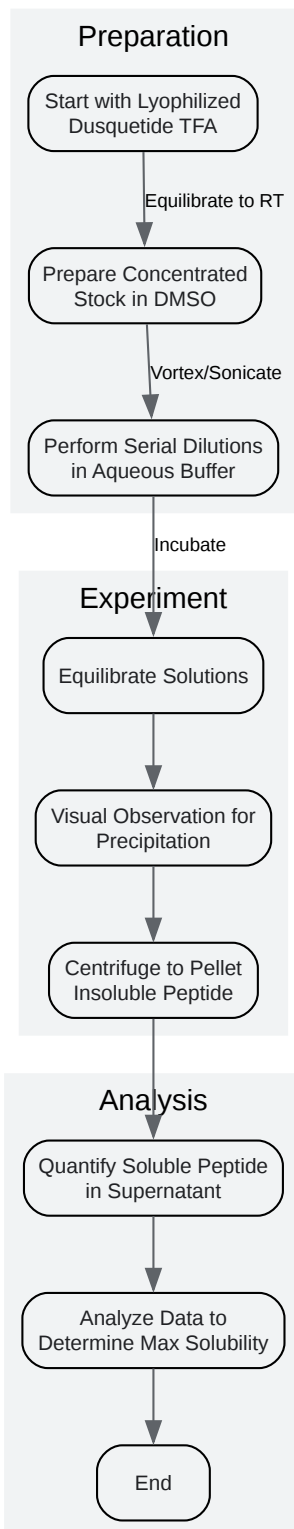 Preparation
Start with Lyophilized
Dusquetide TFA
Equilibrate to RT
Prepare Concentrated
Stock in DMSO
Vortex/Sonicate
Perform Serial Dilutions
in Aqueous Buffer
Incubate
Experiment
Equilibrate Solutions
Visual Observation for
Precipitation
Centrifuge to Pellet
Insoluble Peptide
Analysis
Quantify Soluble Peptide
in Supernatant
Analyze Data to
Determine Max Solubility
End